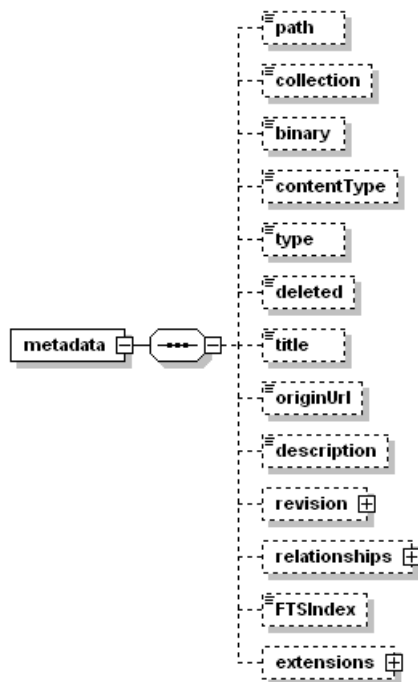 path
collection
binary
contentType
type
deleted
metadata
title
originUrl
description
revision
relationships
FTSIndex
extensions